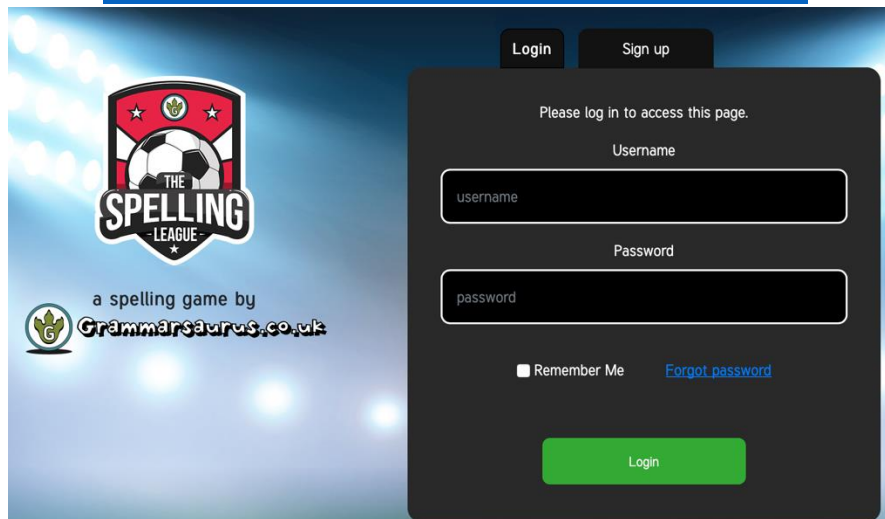 Login
Sign up
THE
SPELLING
LEAGUE
a spelling game by
G
Grammarsaurus.co.uk
Please log in to access this page.
Username
username
Password
password
Remember Me
Forgot password
Login